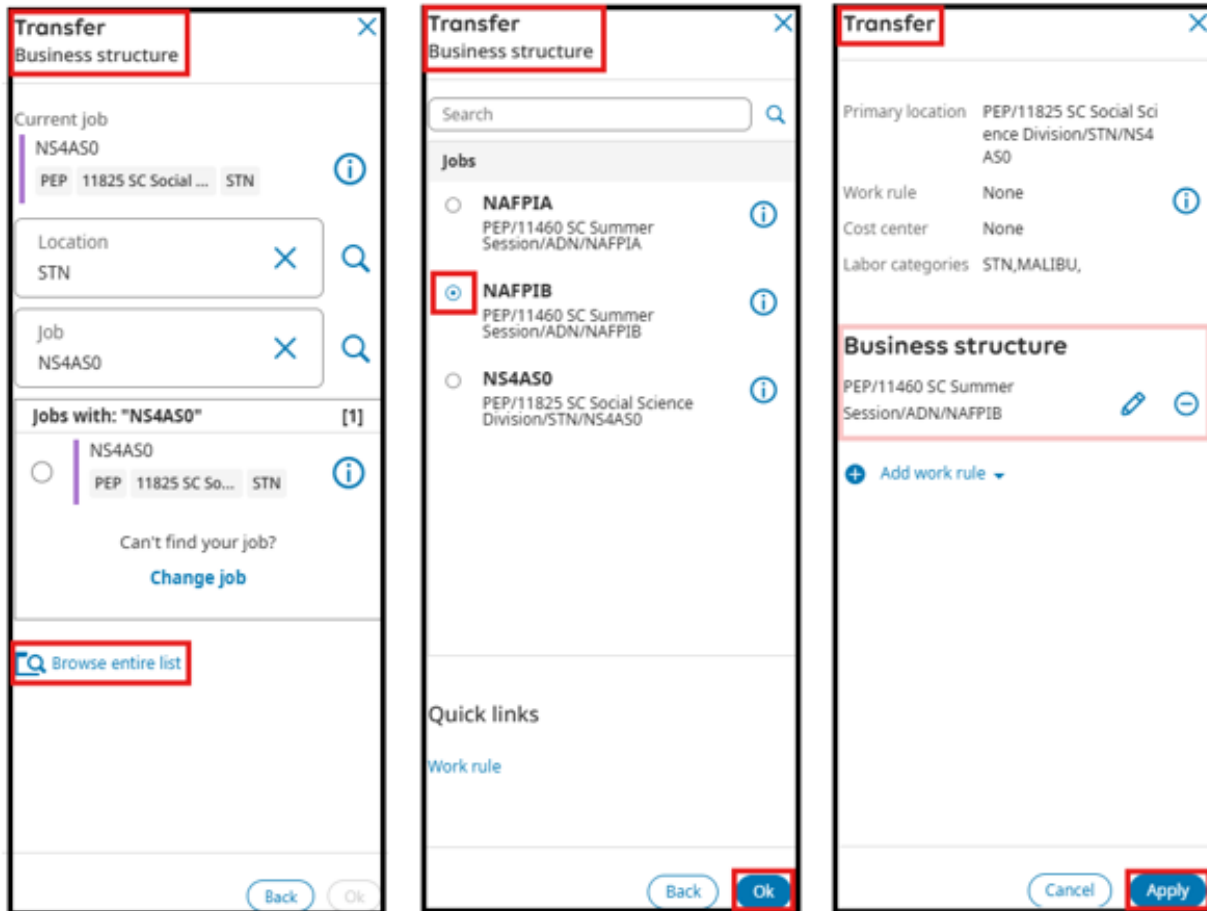 Transfer
Business structure
Current job
NS4AS0
PEP 11825 SC Social ... STN
Location
STN
Job
NS4AS0
Jobs with: "NS4AS0" [1]
NS4AS0
PEP 11825 SC So... STN
Can't find your job?
Change job
Browse entire list
Back Ok
Transfer
Business structure
Search
Jobs
NAFPIA
PEP/11460 SC Summer
Session/ADN/NAFPIA
NAFPIB
PEP/11460 SC Summer
Session/ADN/NAFPIB
NS4AS0
PEP/11825 SC Social Science
Division/STN/NS4AS0
Quick links
Work rule
Back Ok
Transfer
Primary location PEP/11825 SC Social Sci
ence Division/STN/NS4
AS0
Work rule None
Cost center None
Labor categories STN,MALIBU,
Business structure
PEP/11460 SC Summer
Session/ADN/NAFPIB
Add work rule
Cancel Apply